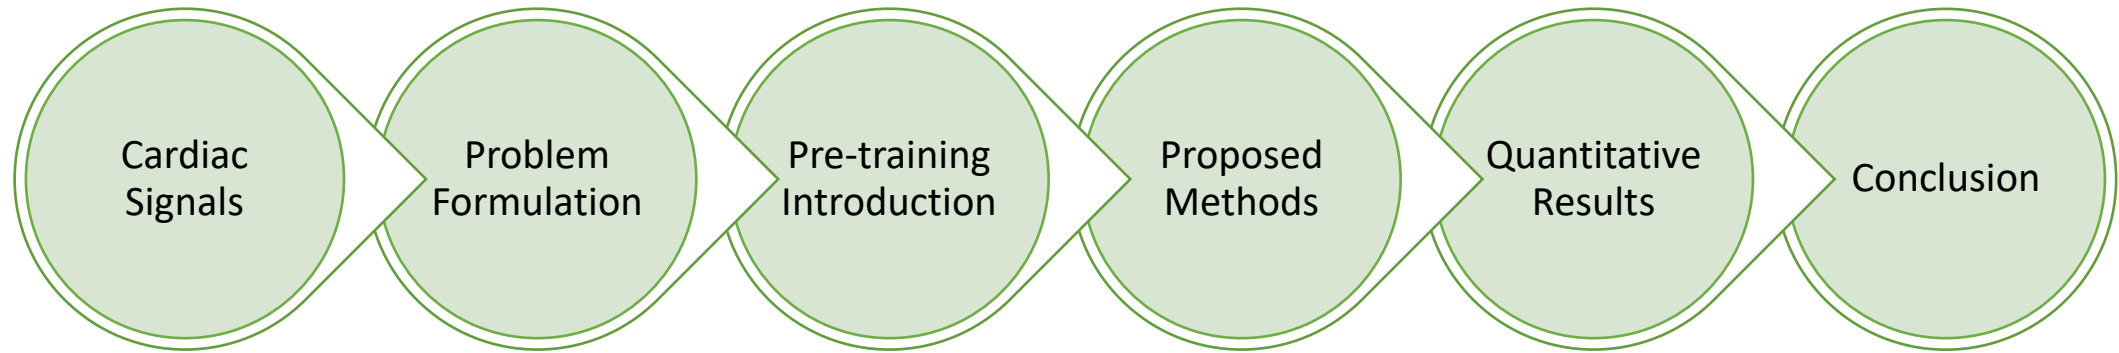 Cardiac
Signals
Problem
Formulation
Pre-training
Introduction
Proposed
Methods
Quantitative
Results
Conclusion